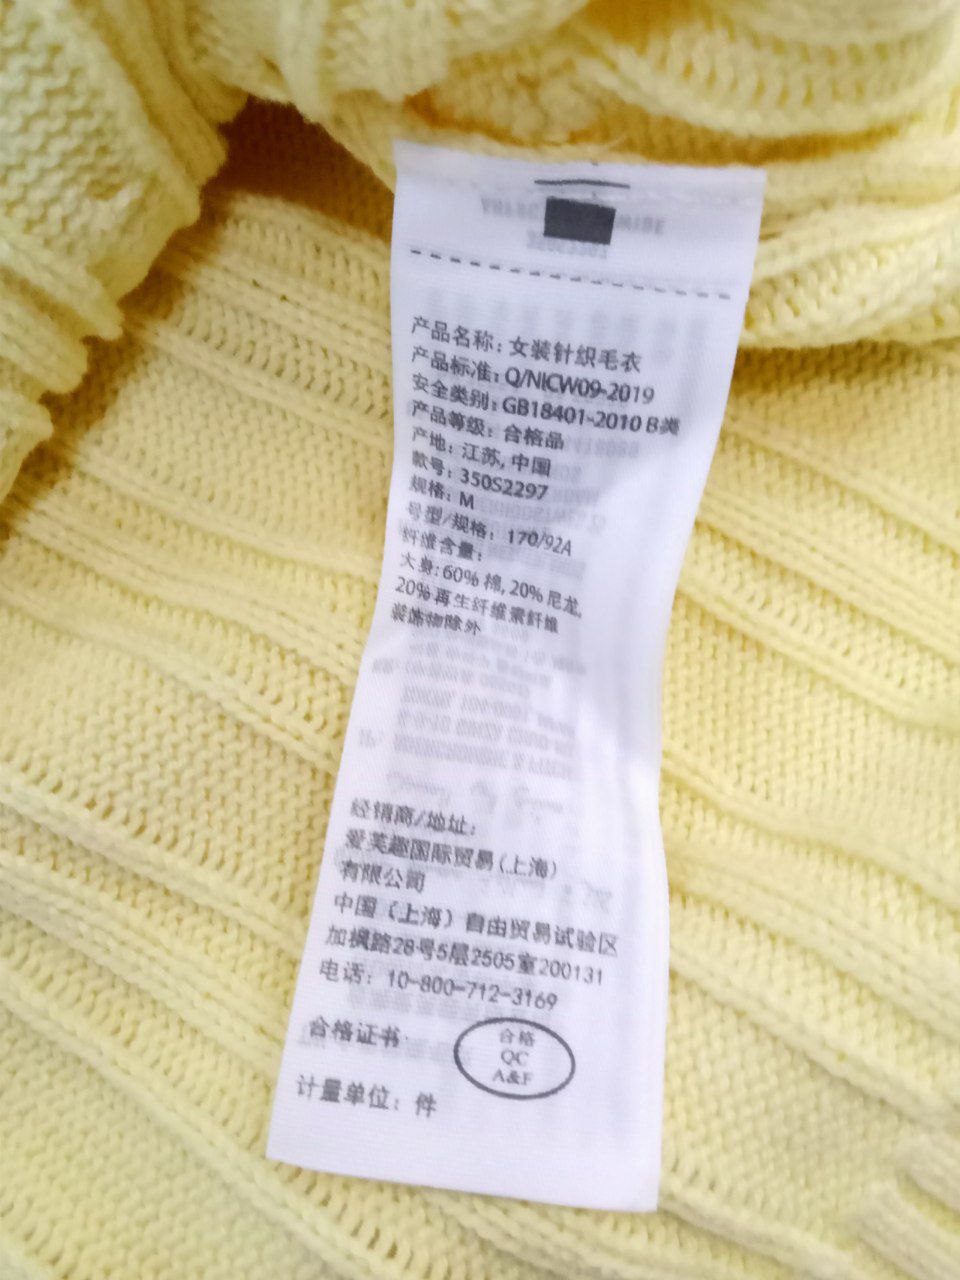 产品名称：女装针织毛衣
产品标准：Q/NICW09-2019
安全类别：GB18401-2010 B类
产品等级：合格品
产地：江苏，中国
款号：350S2297
规格：M
号型/规格：170/92A
纤维含量：
大身：60% 棉，20% 尼龙，
20% 再生纤维素纤维
装饰物除外
经销商/地址：
爱芙趣国际贸易（上海）
有限公司
中国（上海）自由贸易试验区
加枫路28号5层2505室200131
电话：10-800-712-3169
合格证书
合格
QC
A&F
计量单位：件